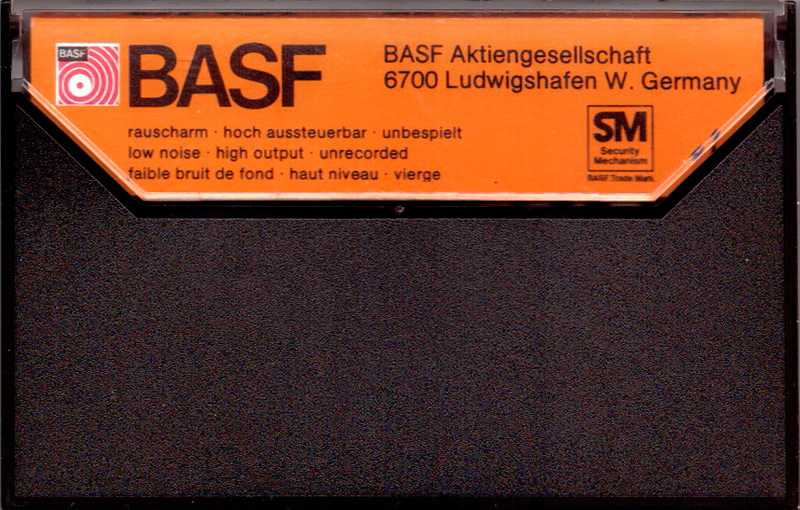 BASF
BASF
BASF Aktiengesellschaft
6700 Ludwigshafen W. Germany
rauscharm · hoch aussteuerbar · unbespielt
low noise · high output · unrecorded
faible bruit de fond · haut niveau · vierge
SM
Security
Mechanism
BASF Trade Mark